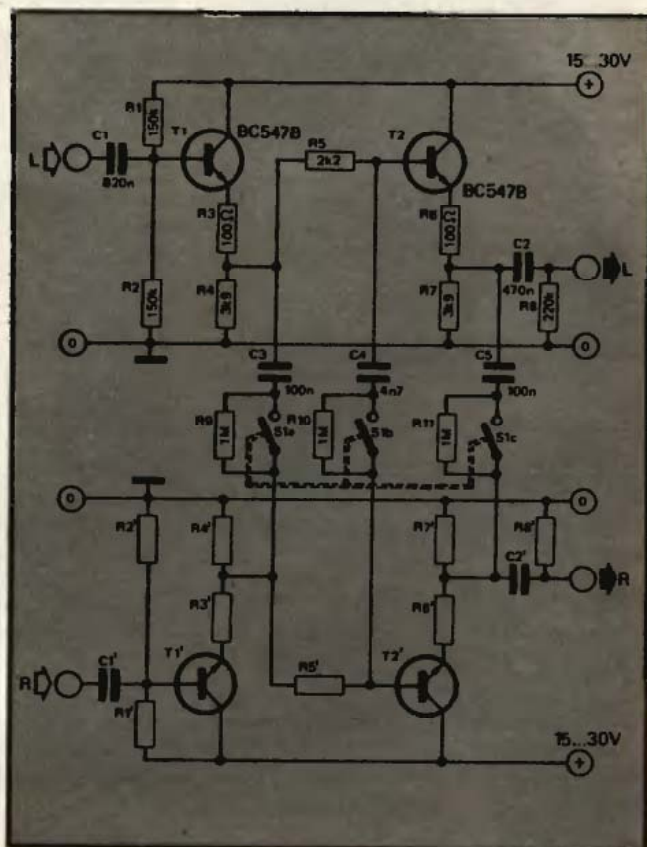 15...30V
+
R1
150k
T1
BC547B
C1
820n
L
R5
2k2
T2
BC547B
R3
100Ω
R6
100Ω
R2
150k
R4
3k9
R7
3k9
C2
470n
R8
220k
L
0
0
C3
100n
C4
4n7
C5
100n
R9
1M
S1a
R10
1M
S1b
R11
1M
S1c
0
0
R2'
R4'
R7'
R8'
C2'
R
R3'
R6'
T1'
C1'
R
R5'
T2'
R1'
15...30V
+